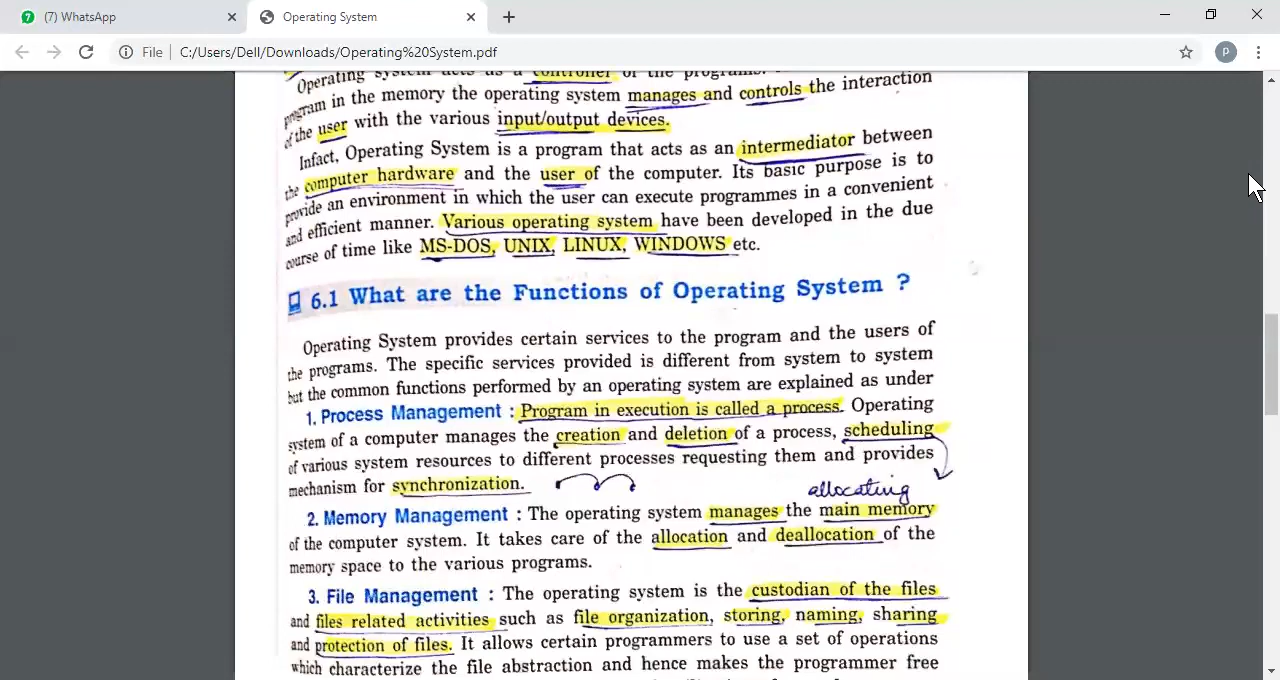 (7) WhatsApp
Operating System
File
C:/Users/Dell/Downloads/Operating%20System.pdf
P
Operating system acts as a controller of the programs.
program in the memory the operating system manages and controls the interaction
of the user with the various input/output devices.
Infact, Operating System is a program that acts as an intermediator between
the computer hardware and the user of the computer. Its basic purpose is to
provide an environment in which the user can execute programmes in a convenient
and efficient manner. Various operating system have been developed in the due
course of time like MS-DOS, UNIX, LINUX, WINDOWS etc.
6.1 What are the Functions of Operating System ?
Operating System provides certain services to the program and the users of
the programs. The specific services provided is different from system to system
but the common functions performed by an operating system are explained as under
1. Process Management : Program in execution is called a process. Operating
system of a computer manages the creation and deletion of a process, scheduling
of various system resources to different processes requesting them and provides
mechanism for synchronization.
allocating
2. Memory Management : The operating system manages the main memory
of the computer system. It takes care of the allocation and deallocation of the
memory space to the various programs.
3. File Management : The operating system is the custodian of the files
and files related activities such as file organization, storing, naming, sharing
and protection of files. It allows certain programmers to use a set of operations
which characterize the file abstraction and hence makes the programmer free